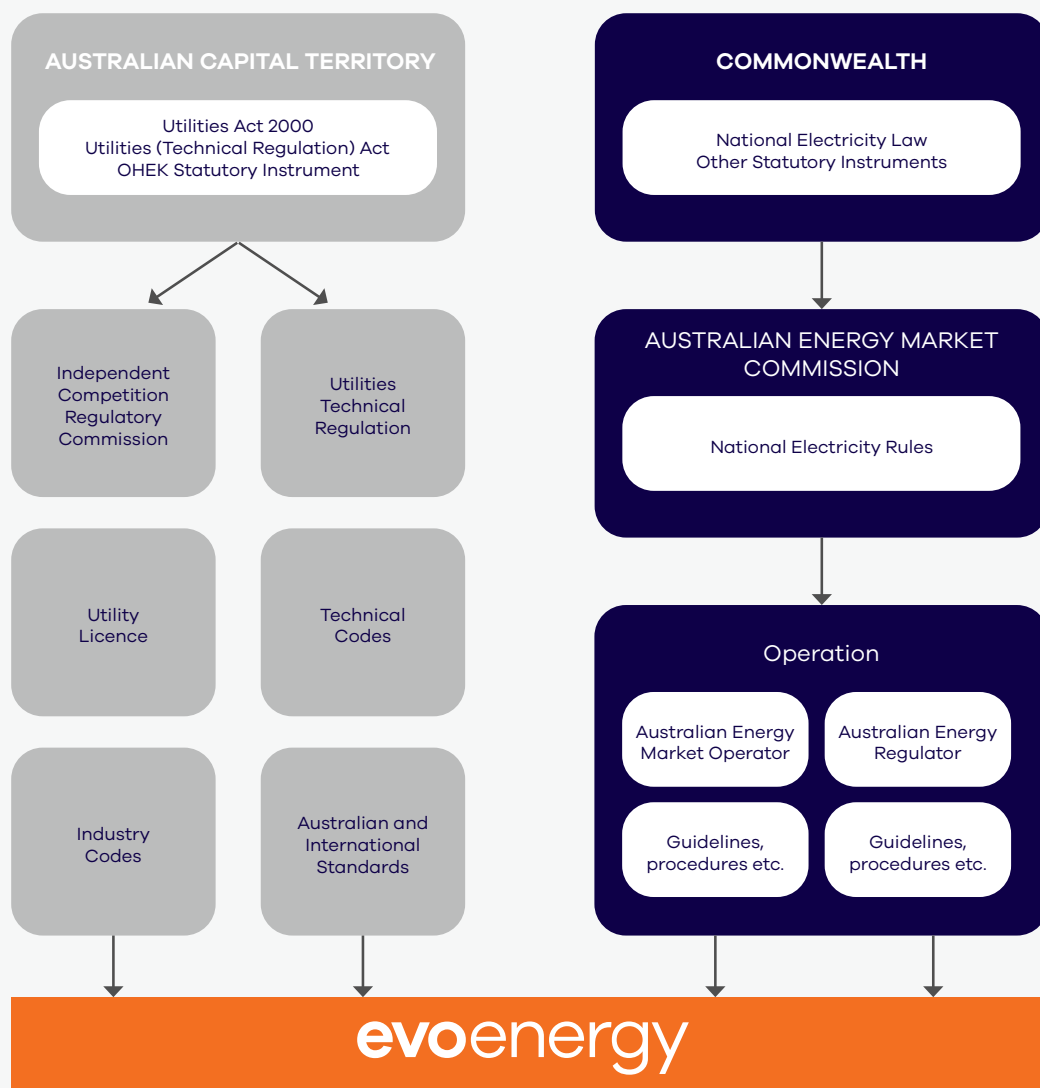 AUSTRALIAN CAPITAL TERRITORY
Utilities Act 2000
Utilities (Technical Regulation) Act
OHEK Statutory Instrument
Independent
Competition
Regulatory
Commission
Utilities
Technical
Regulation
Utility
Licence
Technical
Codes
Industry
Codes
Australian and
International
Standards
COMMONWEALTH
National Electricity Law
Other Statutory Instruments
AUSTRALIAN ENERGY MARKET
COMMISSION
National Electricity Rules
Operation
Australian Energy
Market Operator
Australian Energy
Regulator
Guidelines,
procedures etc.
Guidelines,
procedures etc.
evoenergy